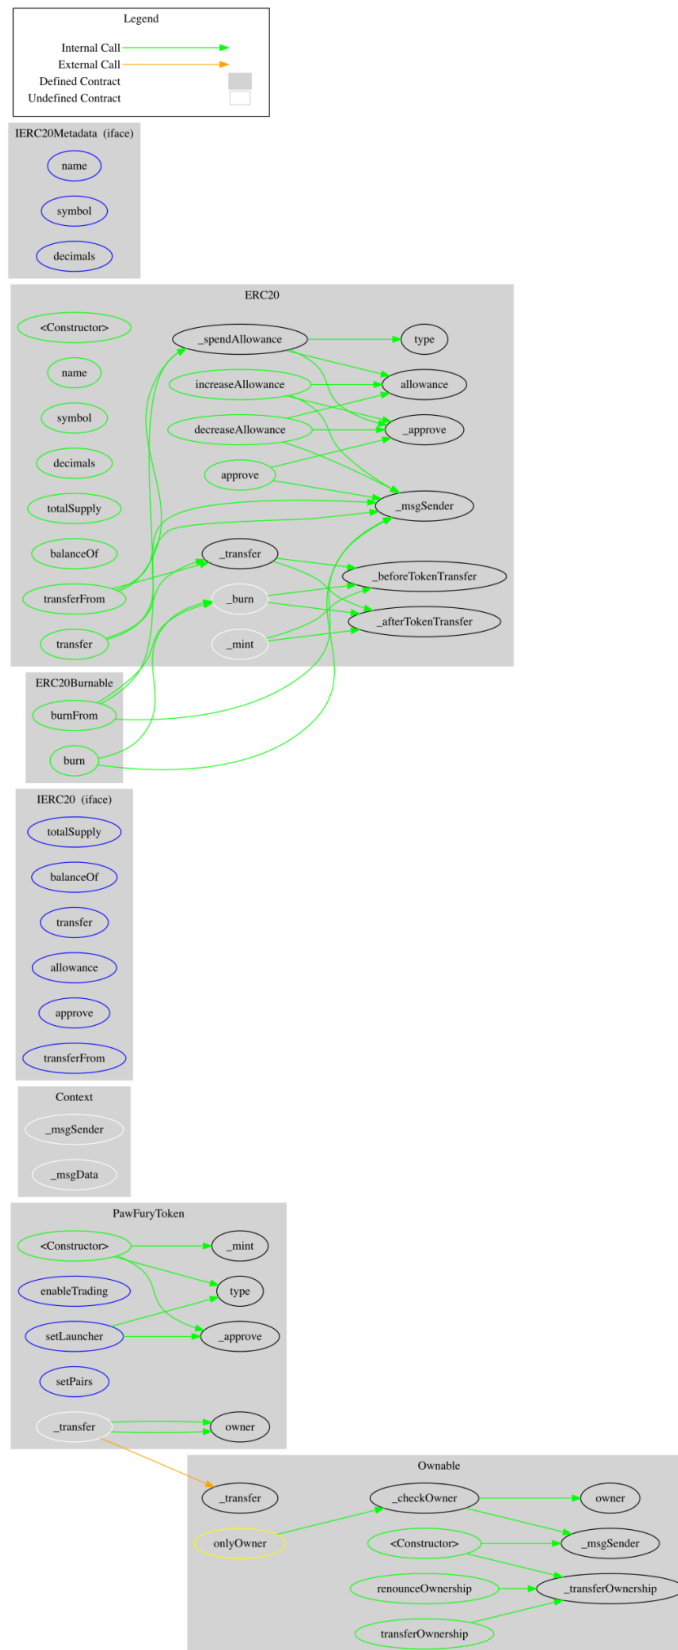 Legend
Internal Call
External Call
Defined Contract
Undefined Contract
IERC20Metadata (iface)
name
symbol
decimals
ERC20
<Constructor>
name
symbol
decimals
totalSupply
balanceOf
transferFrom
transfer
_spendAllowance
increaseAllowance
decreaseAllowance
approve
_transfer
_burn
_mint
type
allowance
_approve
_msgSender
_beforeTokenTransfer
_afterTokenTransfer
ERC20Burnable
burnFrom
burn
IERC20 (iface)
totalSupply
balanceOf
transfer
allowance
approve
transferFrom
Context
_msgSender
_msgData
PawFuryToken
<Constructor>
enableTrading
setLauncher
setPairs
_transfer
_mint
type
_approve
owner
Ownable
_transfer
onlyOwner
_checkOwner
<Constructor>
renounceOwnership
transferOwnership
owner
_msgSender
_transferOwnership